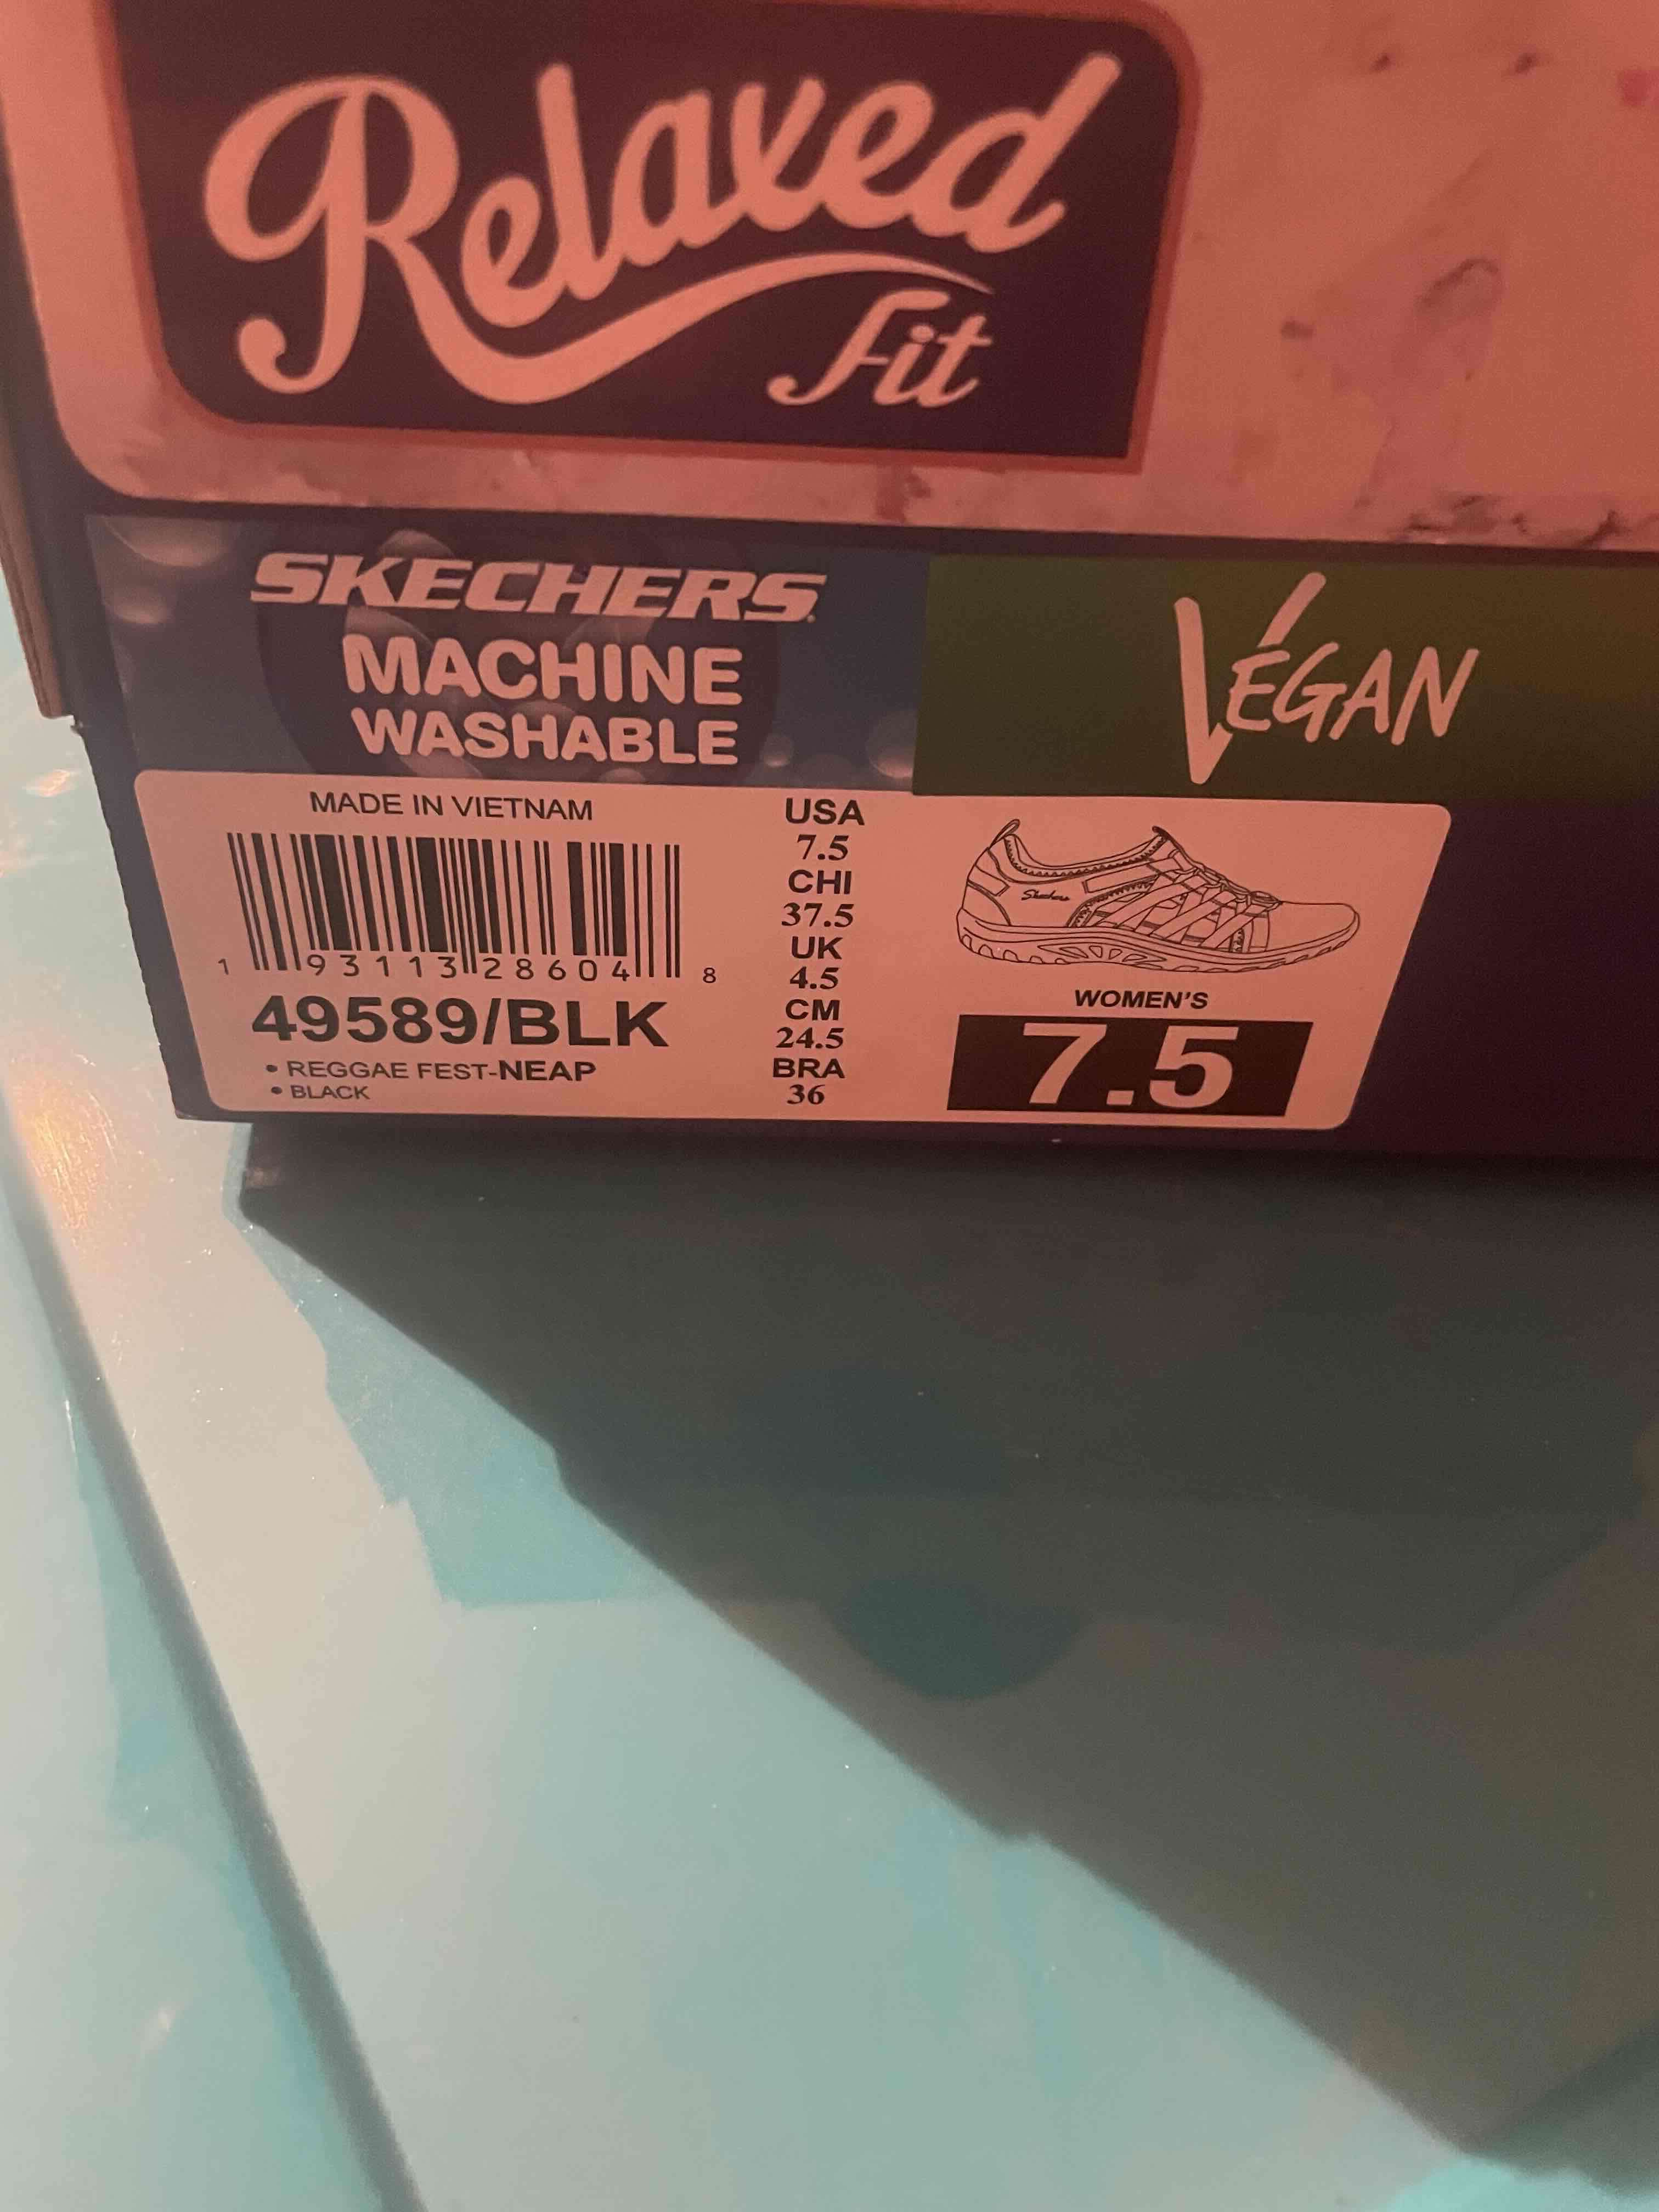 Relaxed
Fit
SKECHERS
MACHINE
WASHABLE
VEGAN
MADE IN VIETNAM
1 93113 28604 8
49589/BLK
• REGGAE FEST-NEAP
• BLACK
USA
7.5
CHI
37.5
UK
4.5
CM
24.5
BRA
36
Skechers
WOMEN'S
7.5